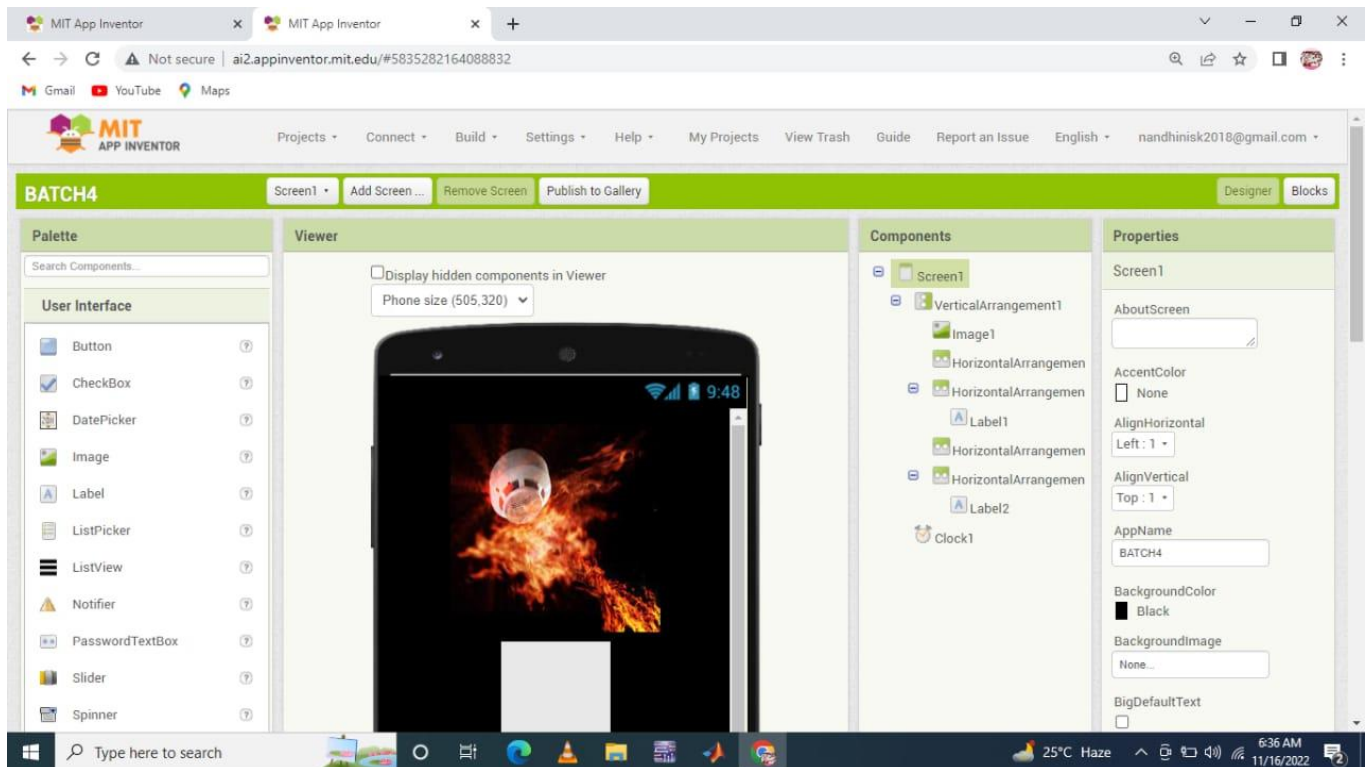 MIT App Inventor
MIT App Inventor
Not secure | ai2.appinventor.mit.edu/#5835282164088832
Gmail YouTube Maps
MIT
APP INVENTOR
Projects Connect Build Settings Help My Projects View Trash Guide Report an Issue English nandhinisk2018@gmail.com
BATCH4 Screen1 Add Screen ... Remove Screen Publish to Gallery Designer Blocks
Palette
Search Components...
User Interface
Button
CheckBox
DatePicker
Image
Label
ListPicker
ListView
Notifier
PasswordTextBox
Slider
Spinner
Viewer
Display hidden components in Viewer
Phone size (505,320)
9:48
Components
Screen1
VerticalArrangement1
Image1
HorizontalArrangemen
HorizontalArrangemen
Label1
HorizontalArrangemen
HorizontalArrangemen
Label2
Clock1
Properties
Screen1
AboutScreen
AccentColor
None
AlignHorizontal
Left : 1
AlignVertical
Top : 1
AppName
BATCH4
BackgroundColor
Black
BackgroundImage
None...
BigDefaultText
Type here to search
25°C Haze
6:36 AM
11/16/2022
2